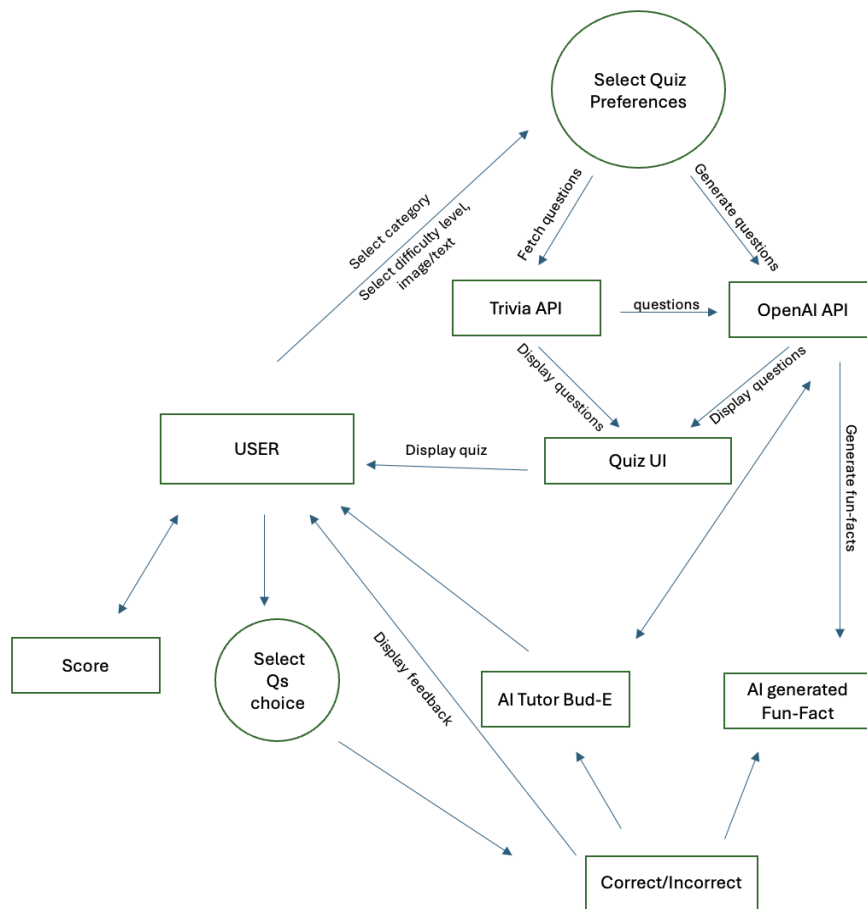 Select Quiz
Preferences
Select category
Select difficulty level,
image/text
Fetch questions
Generate questions
Trivia API
questions
OpenAI API
Display questions
Display questions
USER
Display quiz
Quiz UI
Generate fun-facts
Score
Select
Qs
choice
Display feedback
AI Tutor Bud-E
AI generated
Fun-Fact
Correct/Incorrect